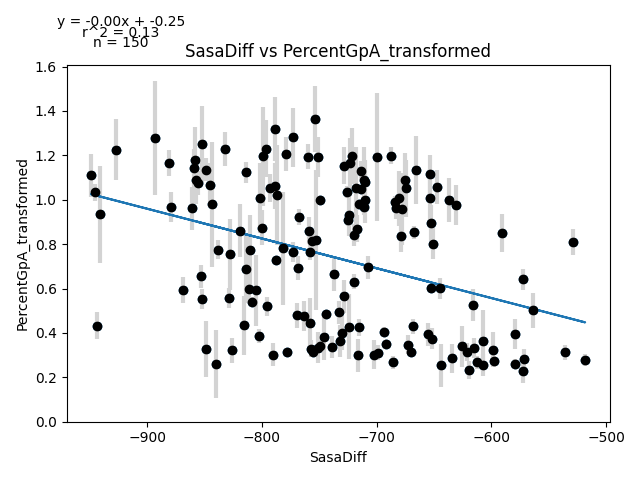 y = -0.00x + -0.25
r^2 = 0.13
n = 150
SasaDiff vs PercentGpA_transformed
1.6
1.4
1.2
1.0
0.8
0.6
0.4
0.2
0.0
PercentGpA_transformed
−900 −800 −700 −600 −500
SasaDiff